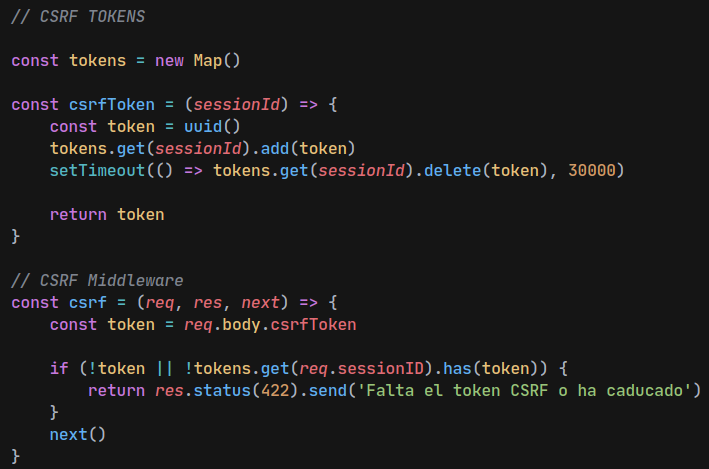 // CSRF TOKENS
const tokens = new Map()
const csrfToken = (sessionId) => {
    const token = uuid()
    tokens.get(sessionId).add(token)
    setTimeout(() => tokens.get(sessionId).delete(token), 30000)
    return token
}
// CSRF Middleware
const csrf = (req, res, next) => {
    const token = req.body.csrfToken
    if (!token || !tokens.get(req.sessionID).has(token)) {
        return res.status(422).send('Falta el token CSRF o ha caducado')
    }
    next()
}